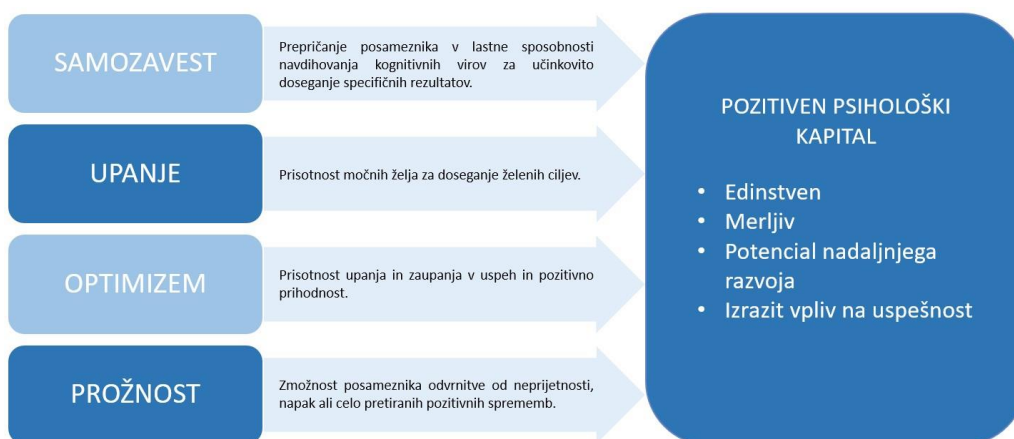 SAMOZAVEST
Prepričanje posameznika v lastne sposobnosti
navdihovanja kognitivnih virov za učinkovito
doseganje specifičnih rezultatov.
UPANJE
Prisotnost močnih želja za doseganje želenih ciljev.
OPTIMIZEM
Prisotnost upanja in zaupanja v uspeh in pozitivno
prihodnost.
PROŽNOST
Zmožnost posameznika odvrnitve od neprijetnosti,
napak ali celo pretiranih pozitivnih sprememb.
POZITIVEN PSIHOLOŠKI
KAPITAL
• Edinstven
• Merljiv
• Potencial nadaljnjega
razvoja
• Izrazit vpliv na uspešnost